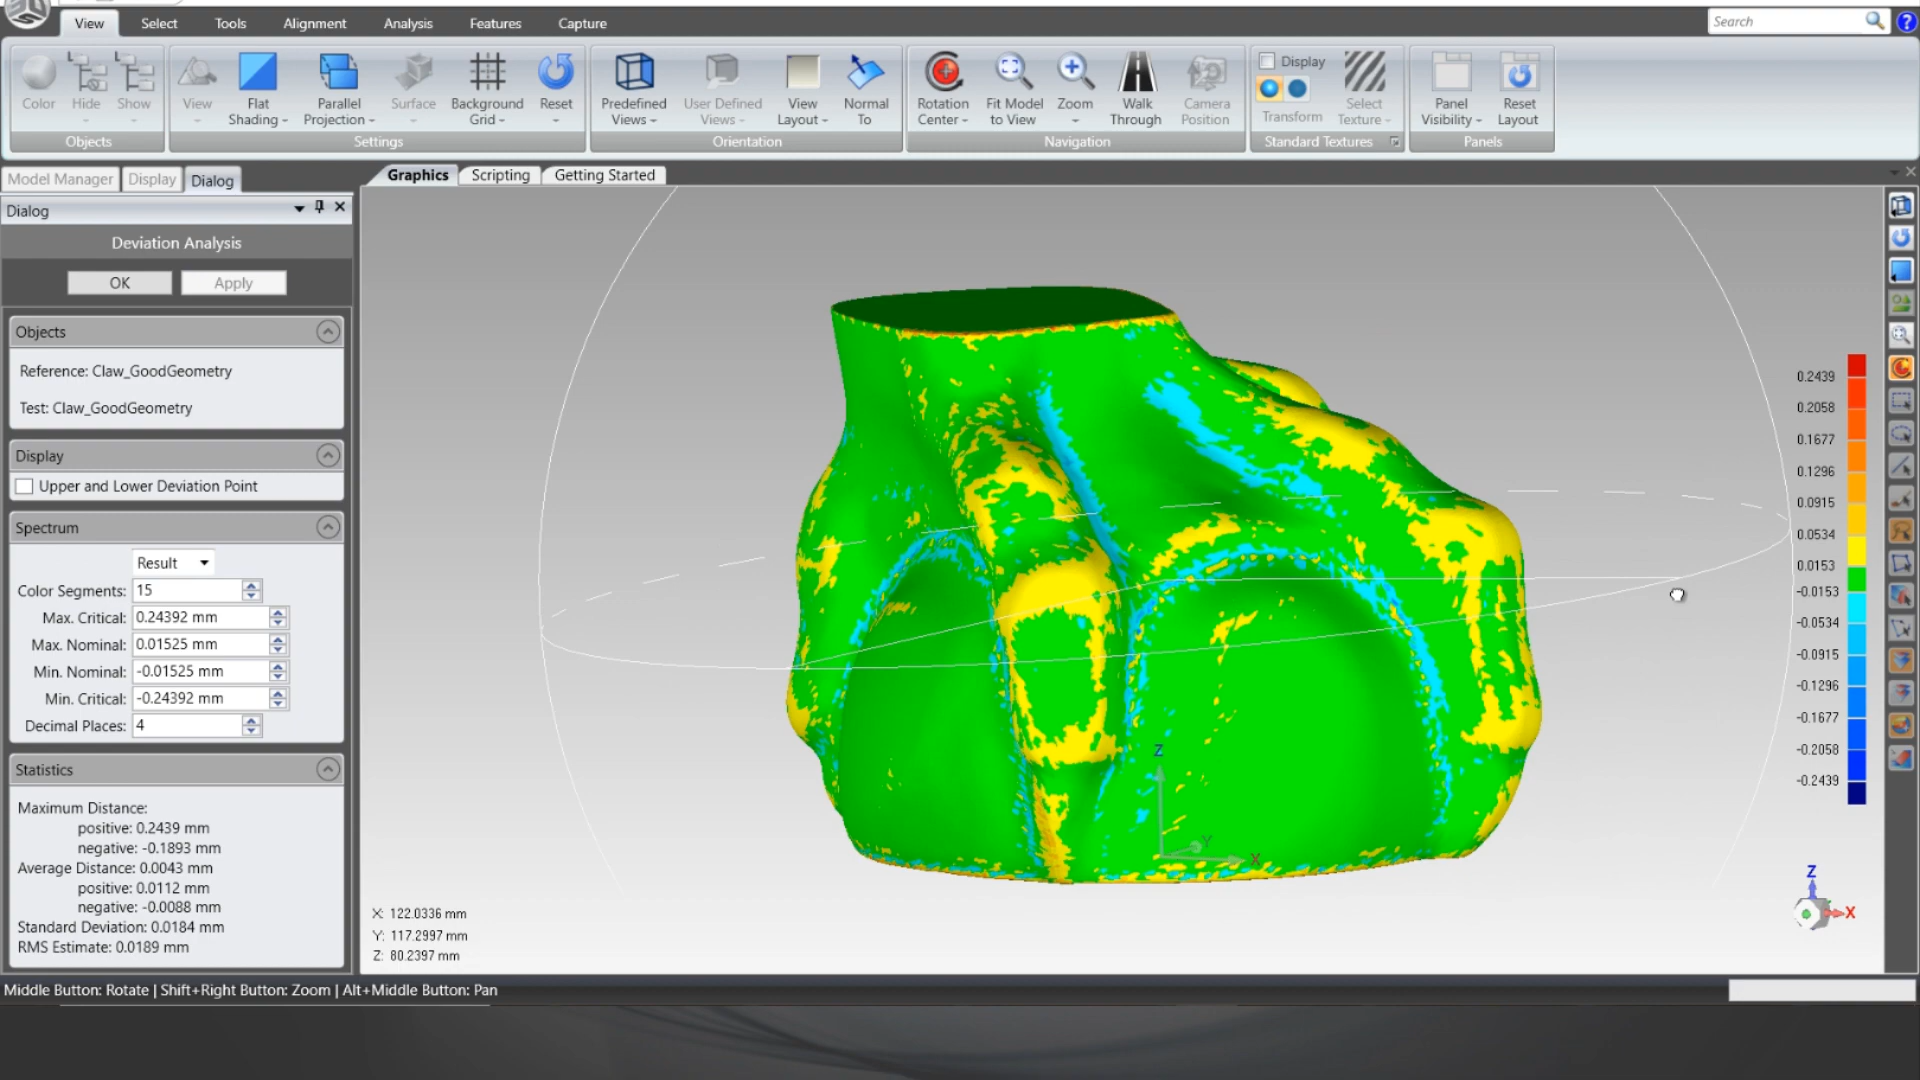 View Select Tools Alignment Analysis Features Capture
Search
Color Hide Show
Objects
View Flat Shading Parallel Projection Surface Background Grid Reset
Settings
Predefined Views User Defined Views View Layout Normal To
Orientation
Rotation Center Fit Model to View Zoom Walk Through Camera Position
Navigation
Display
Transform Select Texture
Standard Textures
Panel Visibility Reset Layout
Panels
Model Manager Display Dialog
Graphics Scripting Getting Started
Dialog
Deviation Analysis
OK Apply
Objects
Reference: Claw_GoodGeometry
Test: Claw_GoodGeometry
Display
Upper and Lower Deviation Point
Spectrum
Result
Color Segments: 15
Max. Critical: 0.24392 mm
Max. Nominal: 0.01525 mm
Min. Nominal: -0.01525 mm
Min. Critical: -0.24392 mm
Decimal Places: 4
Statistics
Maximum Distance:
positive: 0.2439 mm
negative: -0.1893 mm
Average Distance: 0.0043 mm
positive: 0.0112 mm
negative: -0.0088 mm
Standard Deviation: 0.0184 mm
RMS Estimate: 0.0189 mm
0.2439
0.2058
0.1677
0.1296
0.0915
0.0534
0.0153
-0.0153
-0.0534
-0.0915
-0.1296
-0.1677
-0.2058
-0.2439
Z
Y
X
Z
X
X: 122.0336 mm
Y: 117.2997 mm
Z: 80.2397 mm
Middle Button: Rotate | Shift+Right Button: Zoom | Alt+Middle Button: Pan